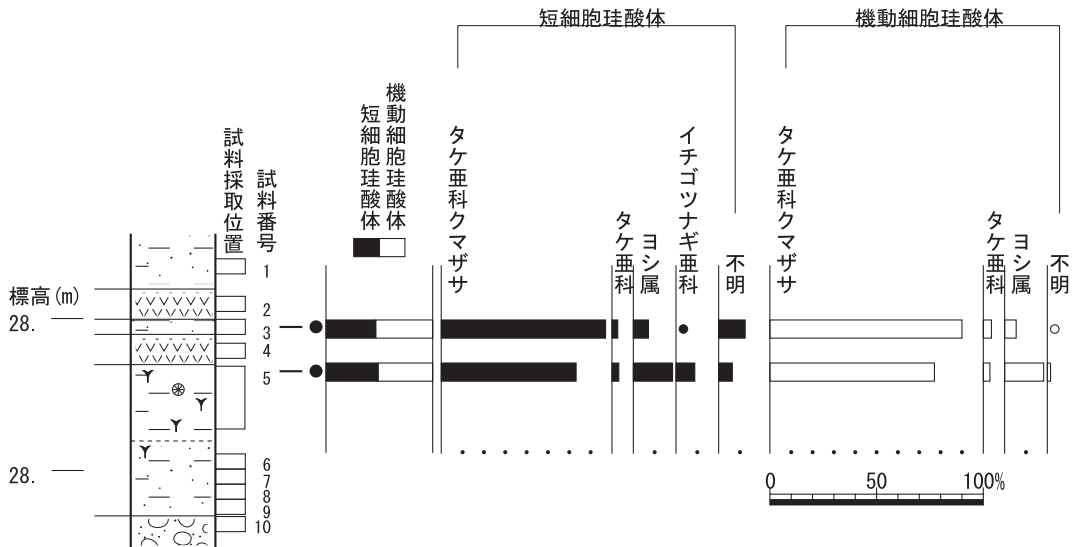 短細胞珪酸体
機動細胞珪酸体
機動細胞珪酸体
短細胞珪酸体
試料採取位置
試料番号
タケ亜科クマザサ
タケ亜科
ヨシ属
イチゴツナギ亜科
不明
タケ亜科クマザサ
タケ亜科
ヨシ属
不明
標高(m)
28.
28.
1
2
3
4
5
6
7
8
9
10
0 50 100%